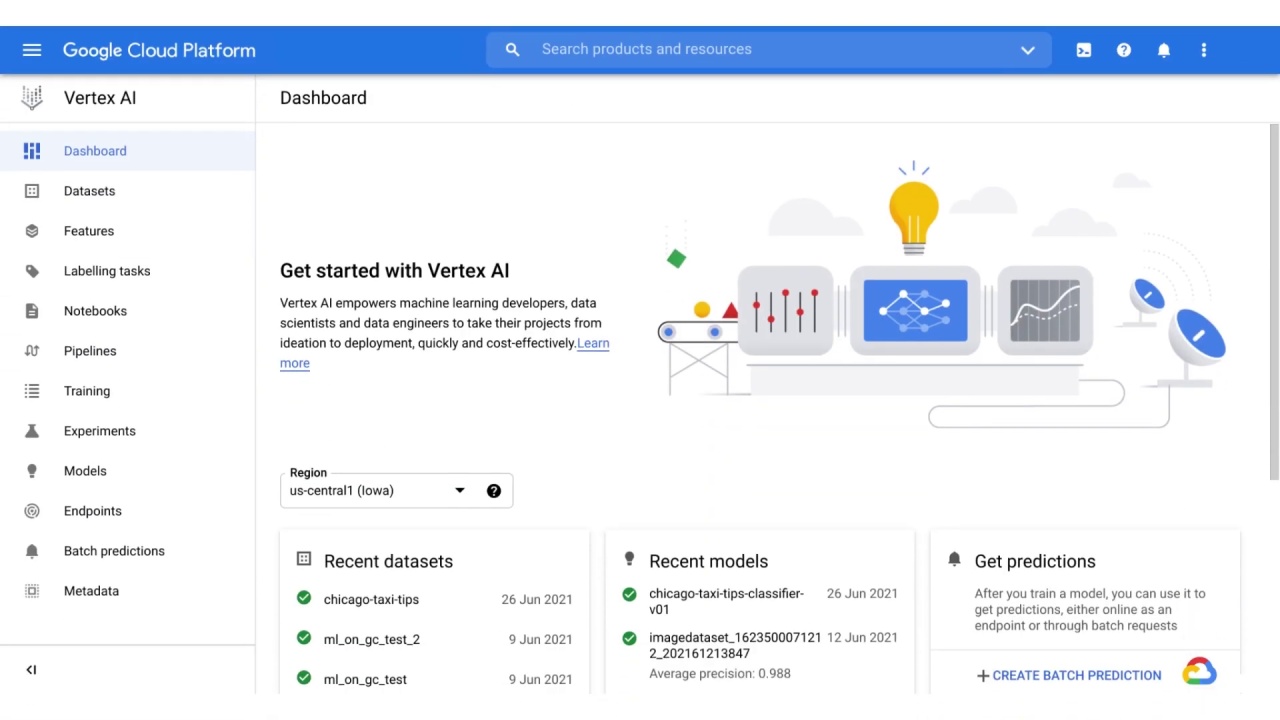 Google Cloud Platform
Search products and resources
Vertex AI
Dashboard
Dashboard
Datasets
Features
Labelling tasks
Notebooks
Pipelines
Training
Experiments
Models
Endpoints
Batch predictions
Metadata
Get started with Vertex AI
Vertex AI empowers machine learning developers, data
scientists and data engineers to take their projects from
ideation to deployment, quickly and cost-effectively.Learn
more
Region
us-central1 (Iowa)
Recent datasets
chicago-taxi-tips 26 Jun 2021
ml_on_gc_test_2 9 Jun 2021
ml_on_gc_test 9 Jun 2021
Recent models
chicago-taxi-tips-classifier- 26 Jun 2021
v01
imagedataset_162350007121 12 Jun 2021
2_202161213847
Average precision: 0.988
Get predictions
After you train a model, you can use it to
get predictions, either online as an
endpoint or through batch requests
+ CREATE BATCH PREDICTION